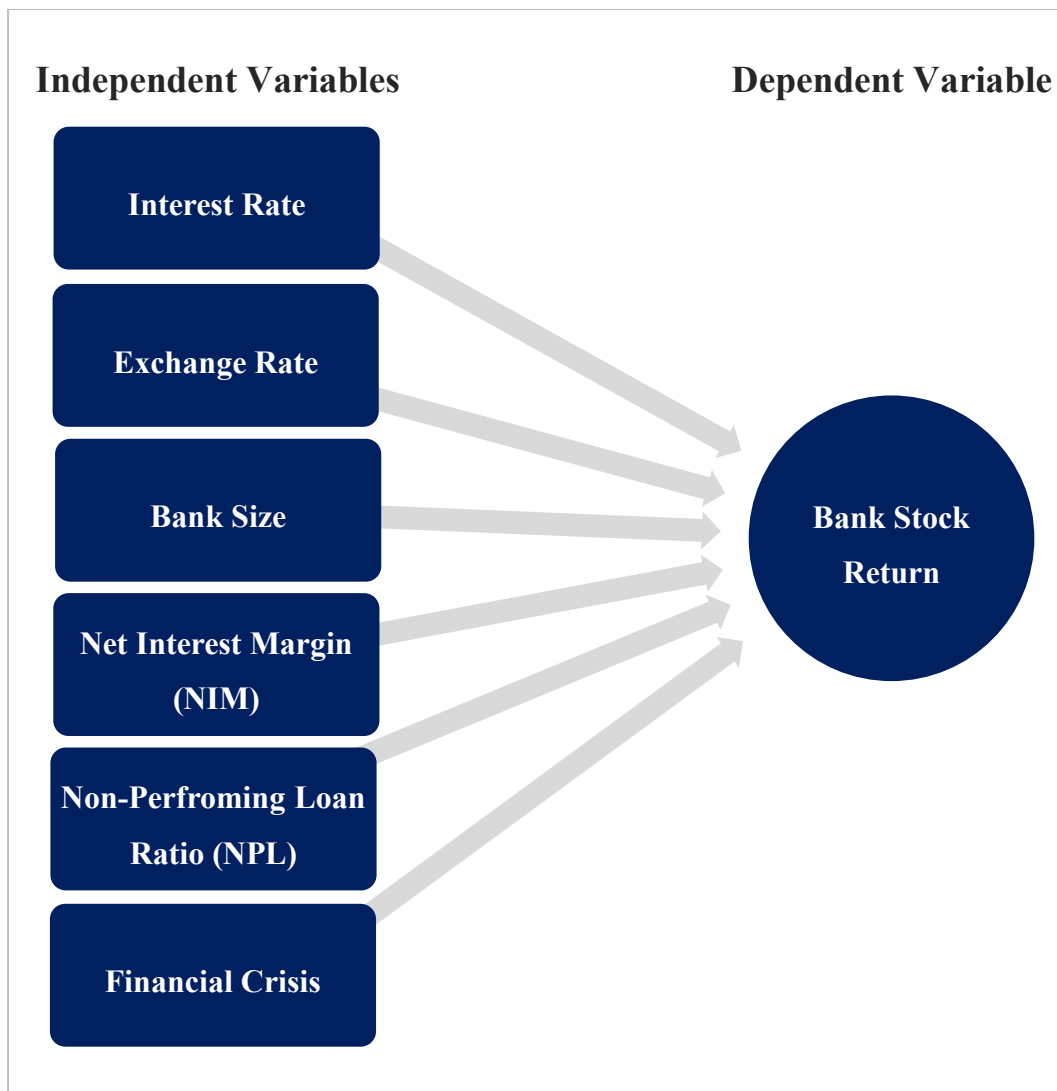 Independent Variables
Dependent Variable
Interest Rate
Exchange Rate
Bank Size
Net Interest Margin
(NIM)
Non-Perfroming Loan
Ratio (NPL)
Financial Crisis
Bank Stock
Return